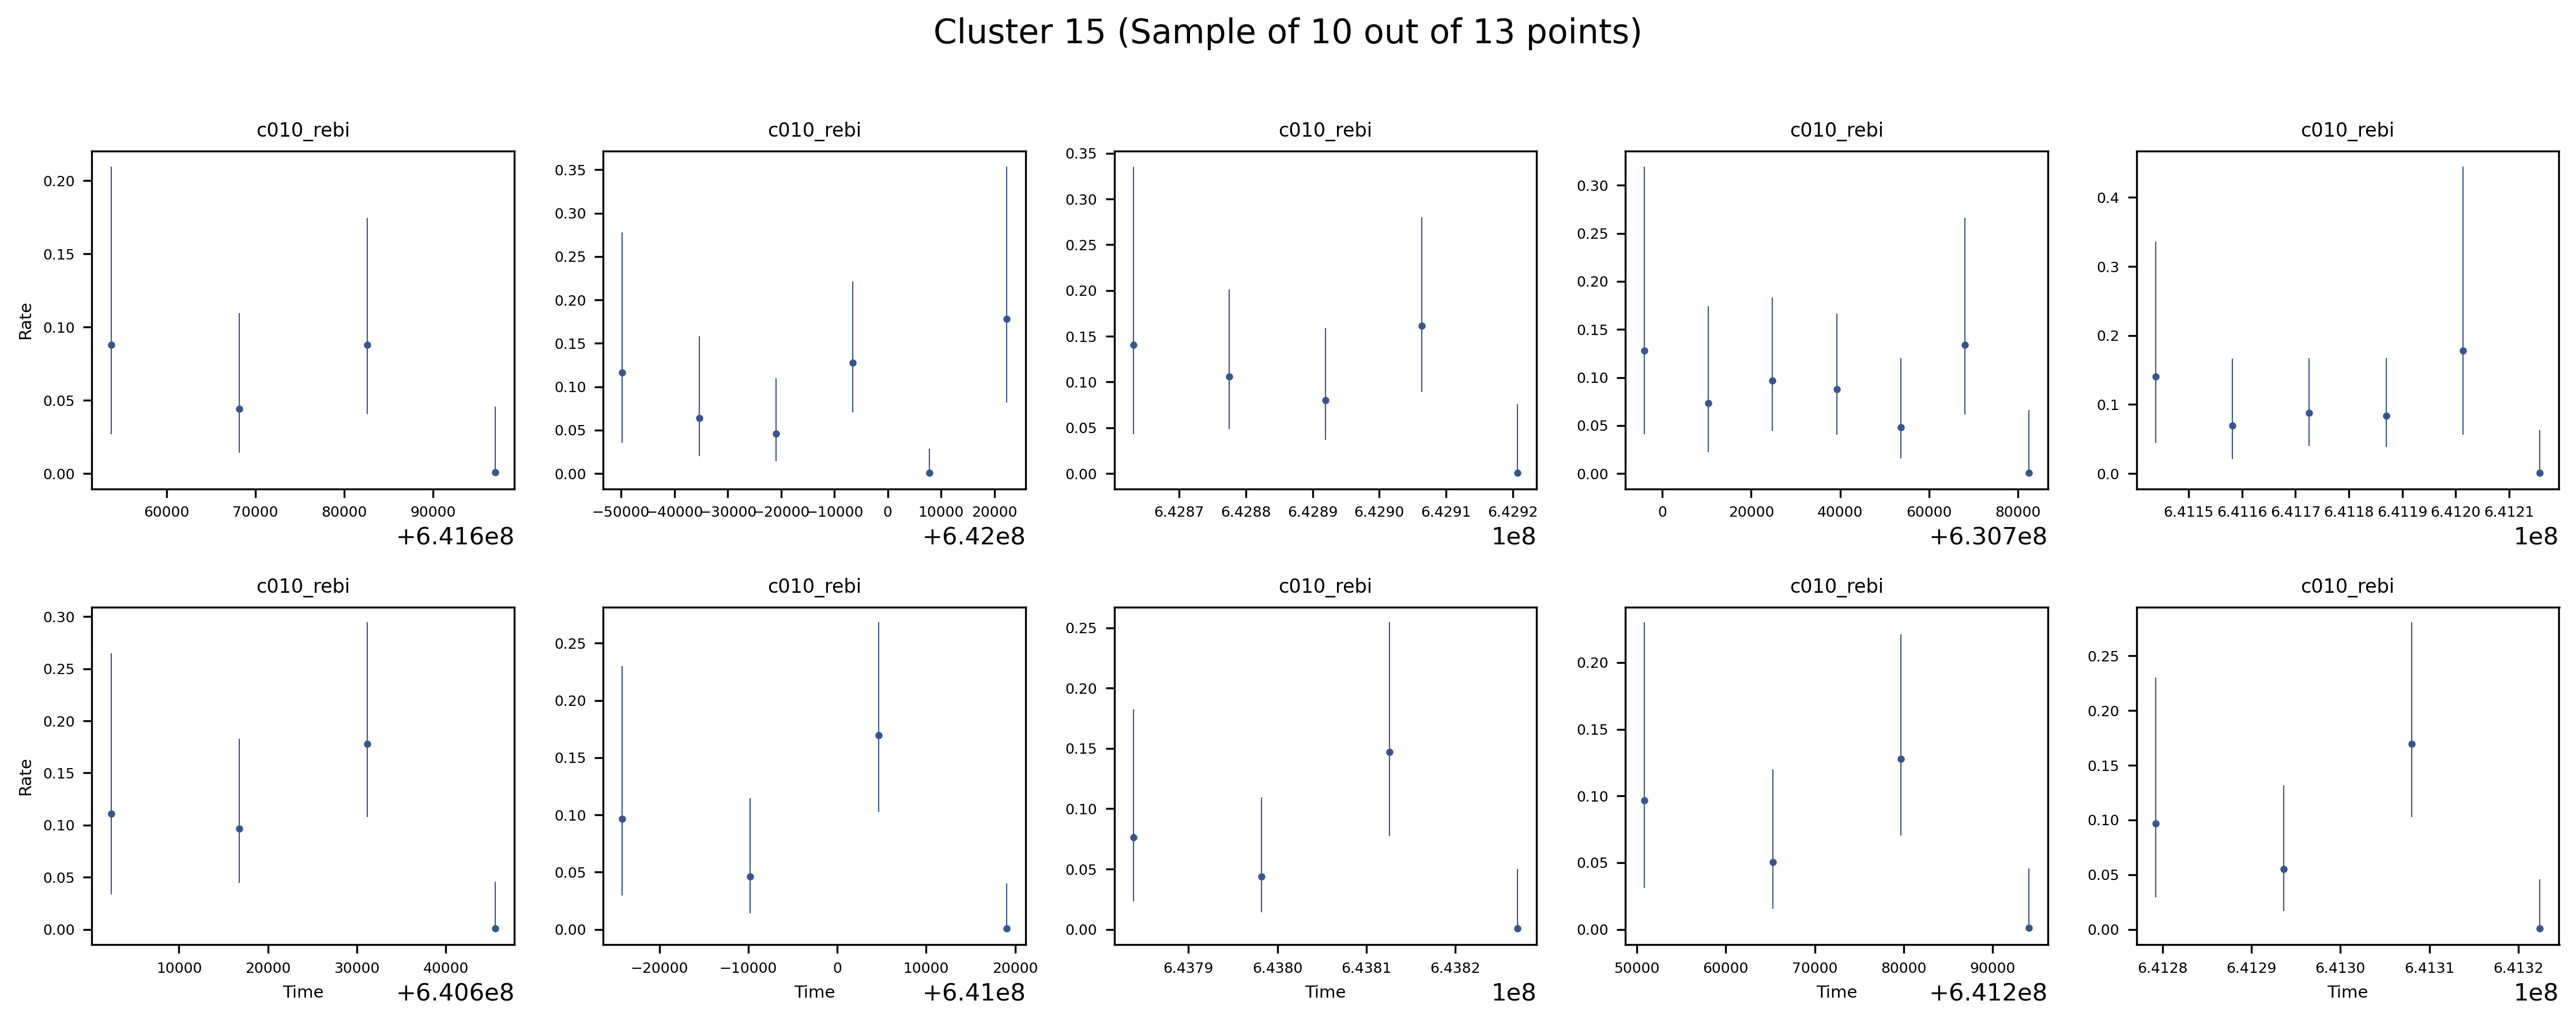 Cluster 15 (Sample of 10 out of 13 points)
c010_rebi c010_rebi c010_rebi c010_rebi c010_rebi
Rate
0.20
0.15
0.10
0.05
0.00
60000 70000 80000 90000
+6.416e8
0.35
0.30
0.25
0.20
0.15
0.10
0.05
0.00
−50000 −40000 −30000 −20000 −10000 0 10000 20000
+6.42e8
0.35
0.30
0.25
0.20
0.15
0.10
0.05
0.00
6.4287 6.4288 6.4289 6.4290 6.4291 6.4292
1e8
0.30
0.25
0.20
0.15
0.10
0.05
0.00
0 20000 40000 60000 80000
+6.307e8
0.4
0.3
0.2
0.1
0.0
6.4115 6.4116 6.4117 6.4118 6.4119 6.4120 6.4121
1e8
c010_rebi c010_rebi c010_rebi c010_rebi c010_rebi
Rate
0.30
0.25
0.20
0.15
0.10
0.05
0.00
10000 20000 30000 40000
Time +6.406e8
0.25
0.20
0.15
0.10
0.05
0.00
−20000 −10000 0 10000 20000
Time +6.41e8
0.25
0.20
0.15
0.10
0.05
0.00
6.4379 6.4380 6.4381 6.4382
Time 1e8
0.20
0.15
0.10
0.05
0.00
50000 60000 70000 80000 90000
Time +6.412e8
0.25
0.20
0.15
0.10
0.05
0.00
6.4128 6.4129 6.4130 6.4131 6.4132
Time 1e8